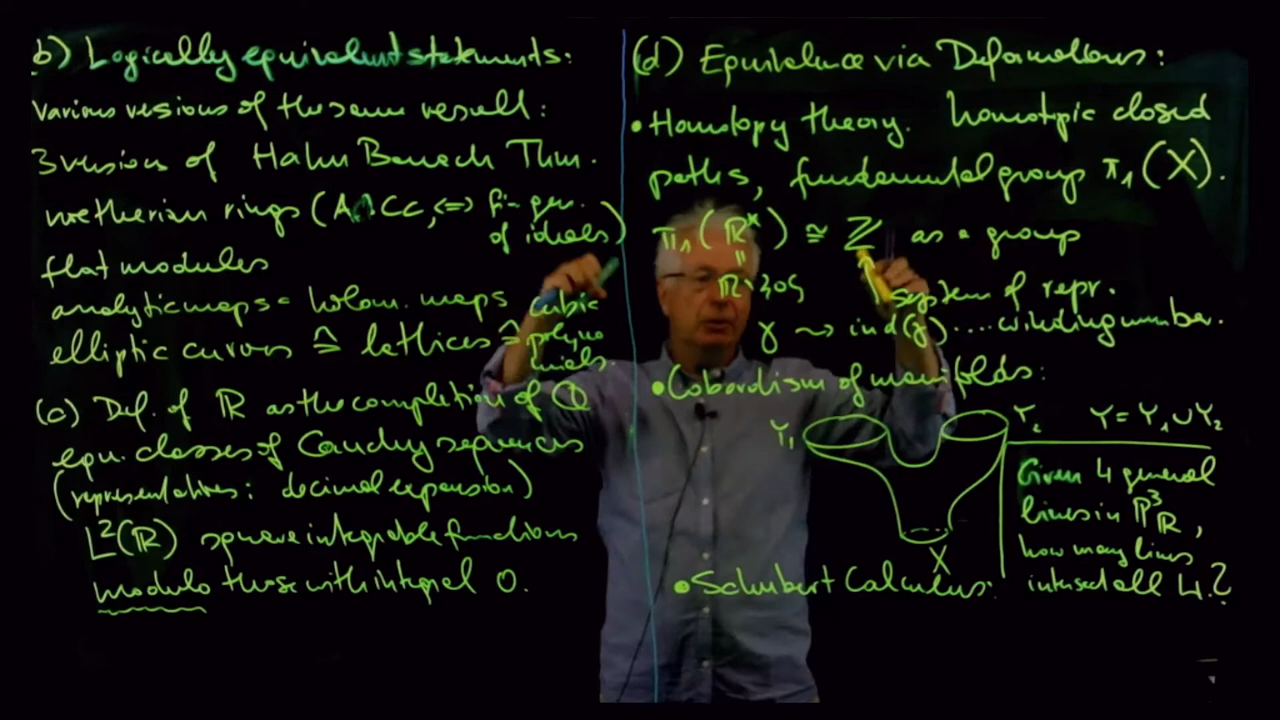 b) Logically equivalent statements:
various versions of the same result:
3 version of Hahn Banach Thm.
noetherian rings (ACC, <=> fi-gen. of ideals)
flat modules
analytic maps = holom. maps
elliptic curves ≙ lattices ≙ cubic polynomials.
(c) Def. of ℝ as the completion of ℚ
equ. classes of Cauchy sequences
(representatives: decimal expansion)
L²(ℝ) square integrable functions
modulo those with integral 0.
(d) Equivalence via Deformations:
• Homotopy theory. homotopic closed
paths, fundamental group π₁(X).
π₁(ℝˣ) ≅ ℤ as a group
"
ℝ\{0} ↑ system of repr.
γ ⤳ ind(γ) .... winding number.
• Cobordism of manifolds:
Y₁ Y₂ Y = Y₁ ∪ Y₂
X
Given 4 general
lines in ℙ³ℝ,
how many lines
intersect all 4?
• Schubert Calculus: